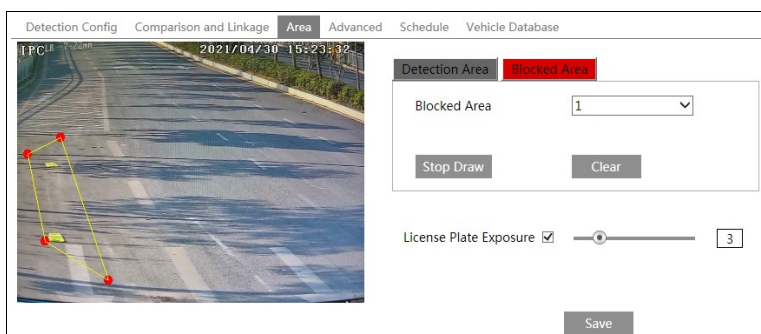 Detection Config Comparison and Linkage Area Advanced Schedule Vehicle Database
IPC 2021/04/30 15:23:32
Detection Area Blocked Area
Blocked Area 1
Stop Draw Clear
License Plate Exposure 3
Save